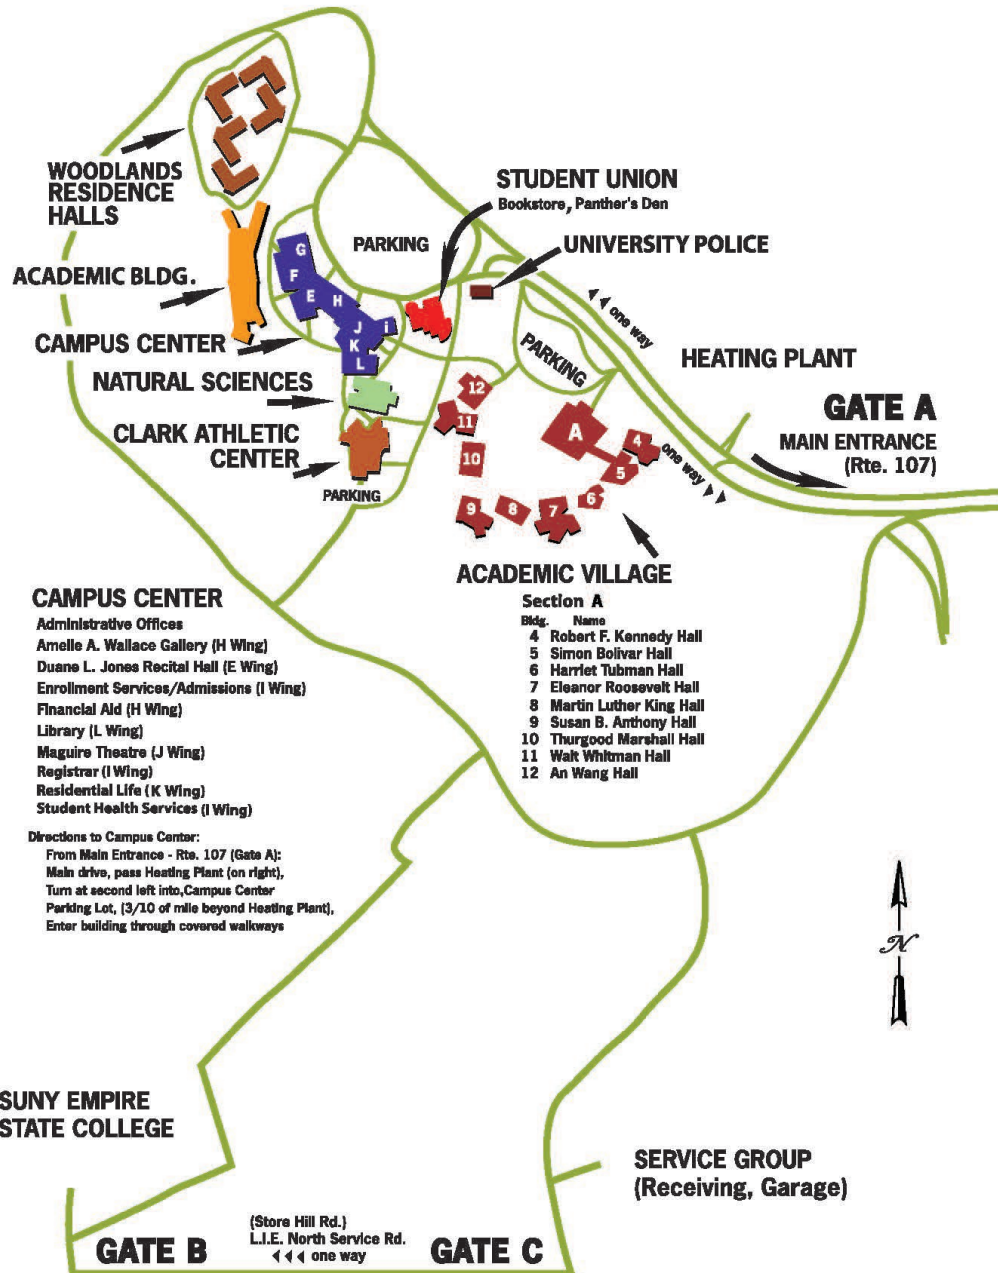 WOODLANDS
RESIDENCE
HALLS
STUDENT UNION
Bookstore, Panther's Den
PARKING
UNIVERSITY POLICE
ACADEMIC BLDG.
G
F
E
H
J
i
K
L
one way
CAMPUS CENTER
PARKING
HEATING PLANT
NATURAL SCIENCES
12
GATE A
MAIN ENTRANCE
(Rte. 107)
CLARK ATHLETIC
CENTER
11
A
4
one way
10
5
PARKING
6
9
8
7
ACADEMIC VILLAGE
Section A
Bldg. Name
4 Robert F. Kennedy Hall
5 Simon Bolivar Hall
6 Harriet Tubman Hall
7 Eleanor Roosevelt Hall
8 Martin Luther King Hall
9 Susan B. Anthony Hall
10 Thurgood Marshall Hall
11 Walt Whitman Hall
12 An Wang Hall
CAMPUS CENTER
Administrative Offices
Amelie A. Wallace Gallery (H Wing)
Duane L. Jones Recital Hall (E Wing)
Enrollment Services/Admissions (I Wing)
Financial Aid (H Wing)
Library (L Wing)
Maguire Theatre (J Wing)
Registrar (I Wing)
Residential Life (K Wing)
Student Health Services (I Wing)
Directions to Campus Center:
From Main Entrance - Rte. 107 (Gate A):
Main drive, pass Heating Plant (on right),
Turn at second left into,Campus Center
Parking Lot, (3/10 of mile beyond Heating Plant),
Enter building through covered walkways
N
SUNY EMPIRE
STATE COLLEGE
SERVICE GROUP
(Receiving, Garage)
GATE B
(Store Hill Rd.)
L.I.E. North Service Rd.
one way
GATE C